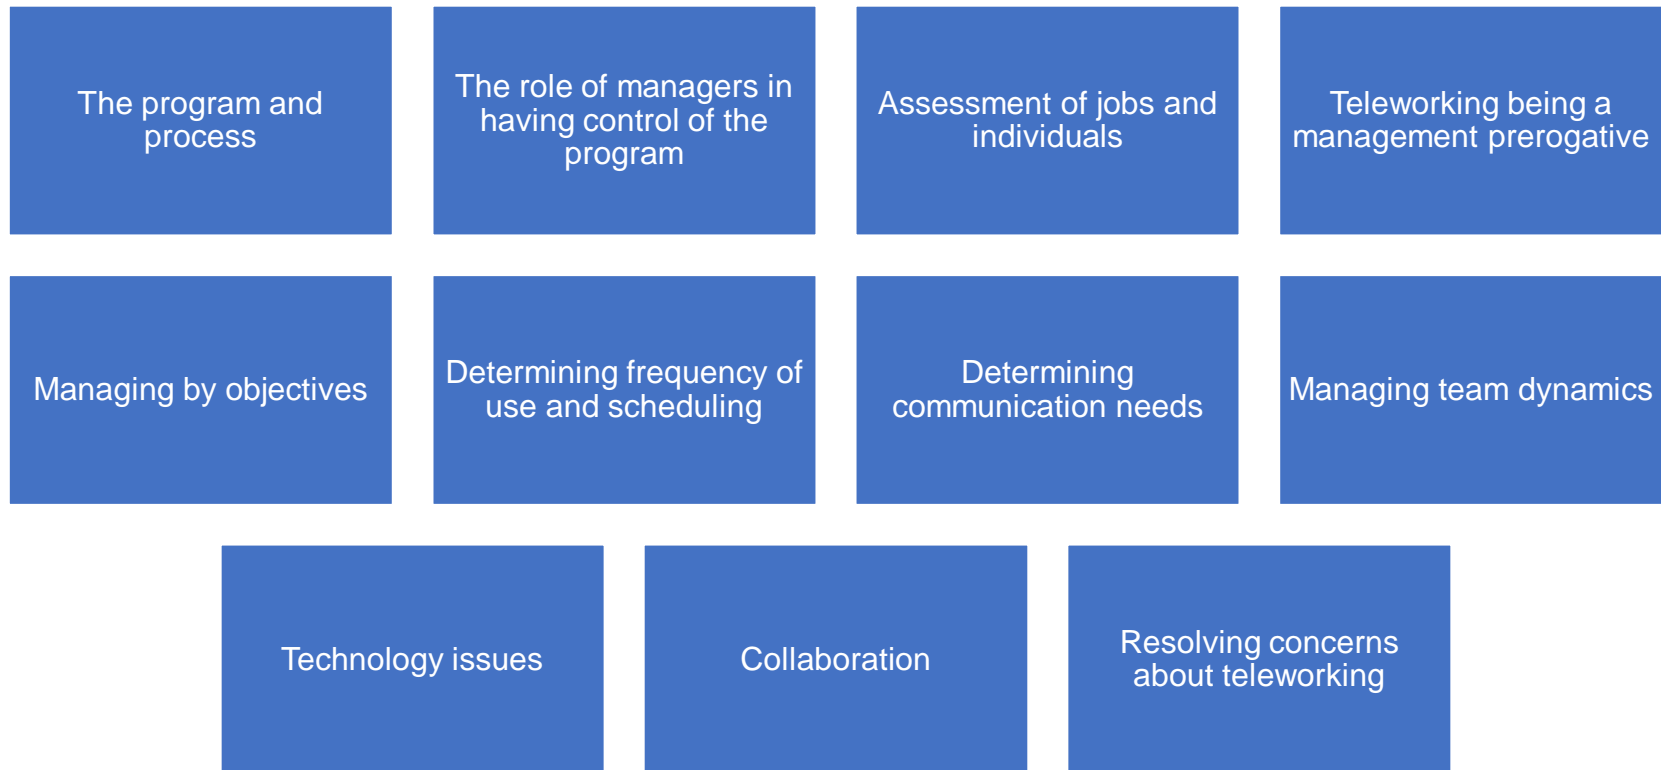 The program and
process
The role of managers in
having control of the
program
Assessment of jobs and
individuals
Teleworking being a
management prerogative
Managing by objectives
Determining frequency of
use and scheduling
Determining
communication needs
Managing team dynamics
Technology issues
Collaboration
Resolving concerns
about teleworking